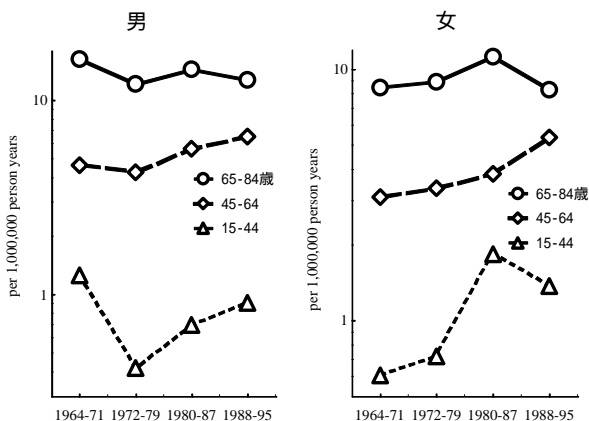 男
10
1
per 1,000,000 person years
65-84歳
45-64
15-44
1964-71 1972-79 1980-87 1988-95
女
10
1
per 1,000,000 person years
65-84歳
45-64
15-44
1964-71 1972-79 1980-87 1988-95